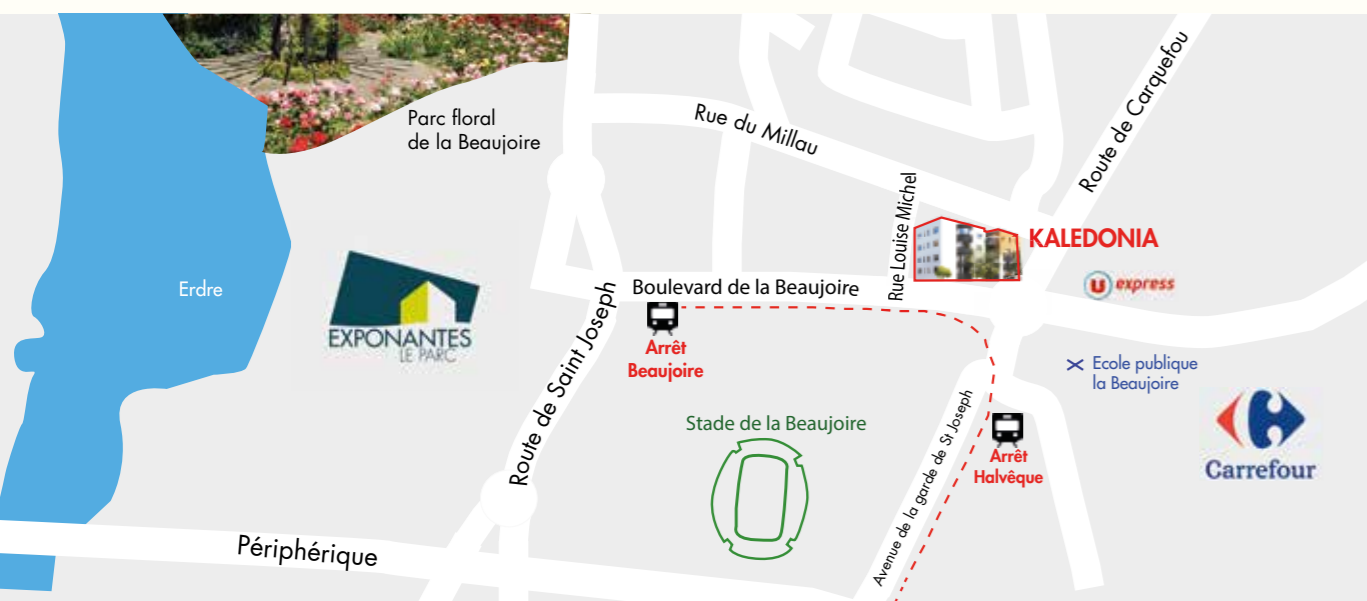 Parc floral
de la Beaujoire
Rue du Millau
Route de Carquefou
Rue Louise Michel
KALEDONIA
Erdre
EXPONANTES
LE PARC
Route de Saint Joseph
Boulevard de la Beaujoire
U express
Arrêt
Beaujoire
Ecole publique
la Beaujoire
Stade de la Beaujoire
Avenue de la garde de St Joseph
Arrêt
Halvêque
Carrefour
Périphérique